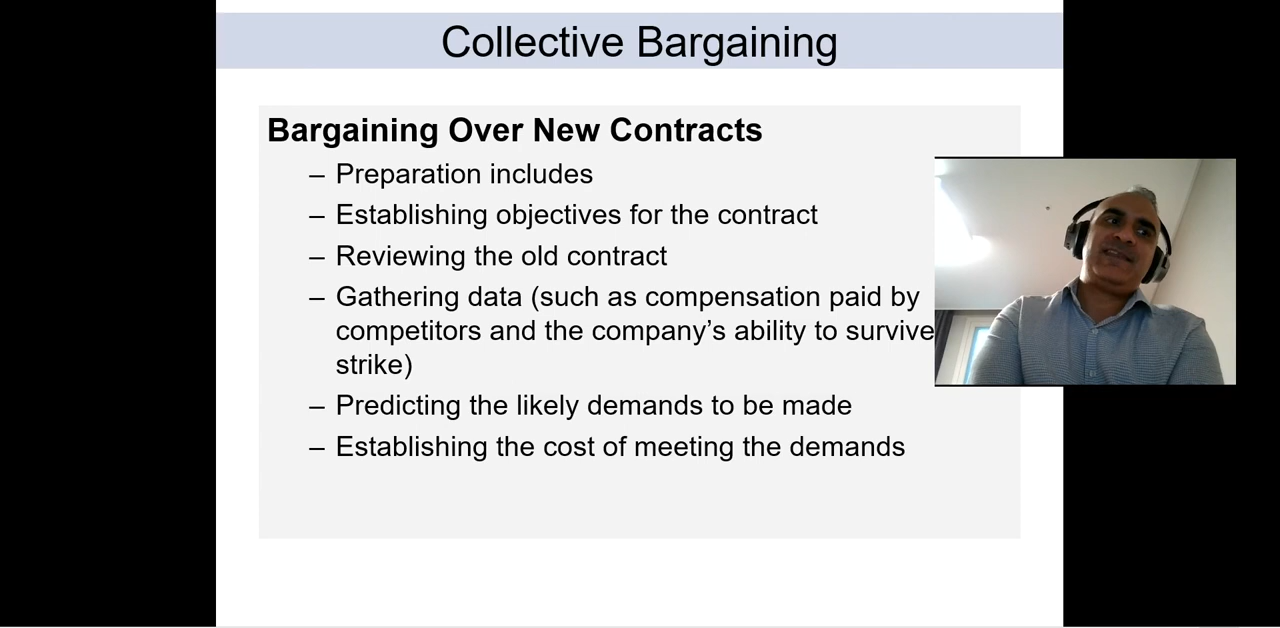 Collective Bargaining
Bargaining Over New Contracts
– Preparation includes
– Establishing objectives for the contract
– Reviewing the old contract
– Gathering data (such as compensation paid by
competitors and the company’s ability to survive
strike)
– Predicting the likely demands to be made
– Establishing the cost of meeting the demands